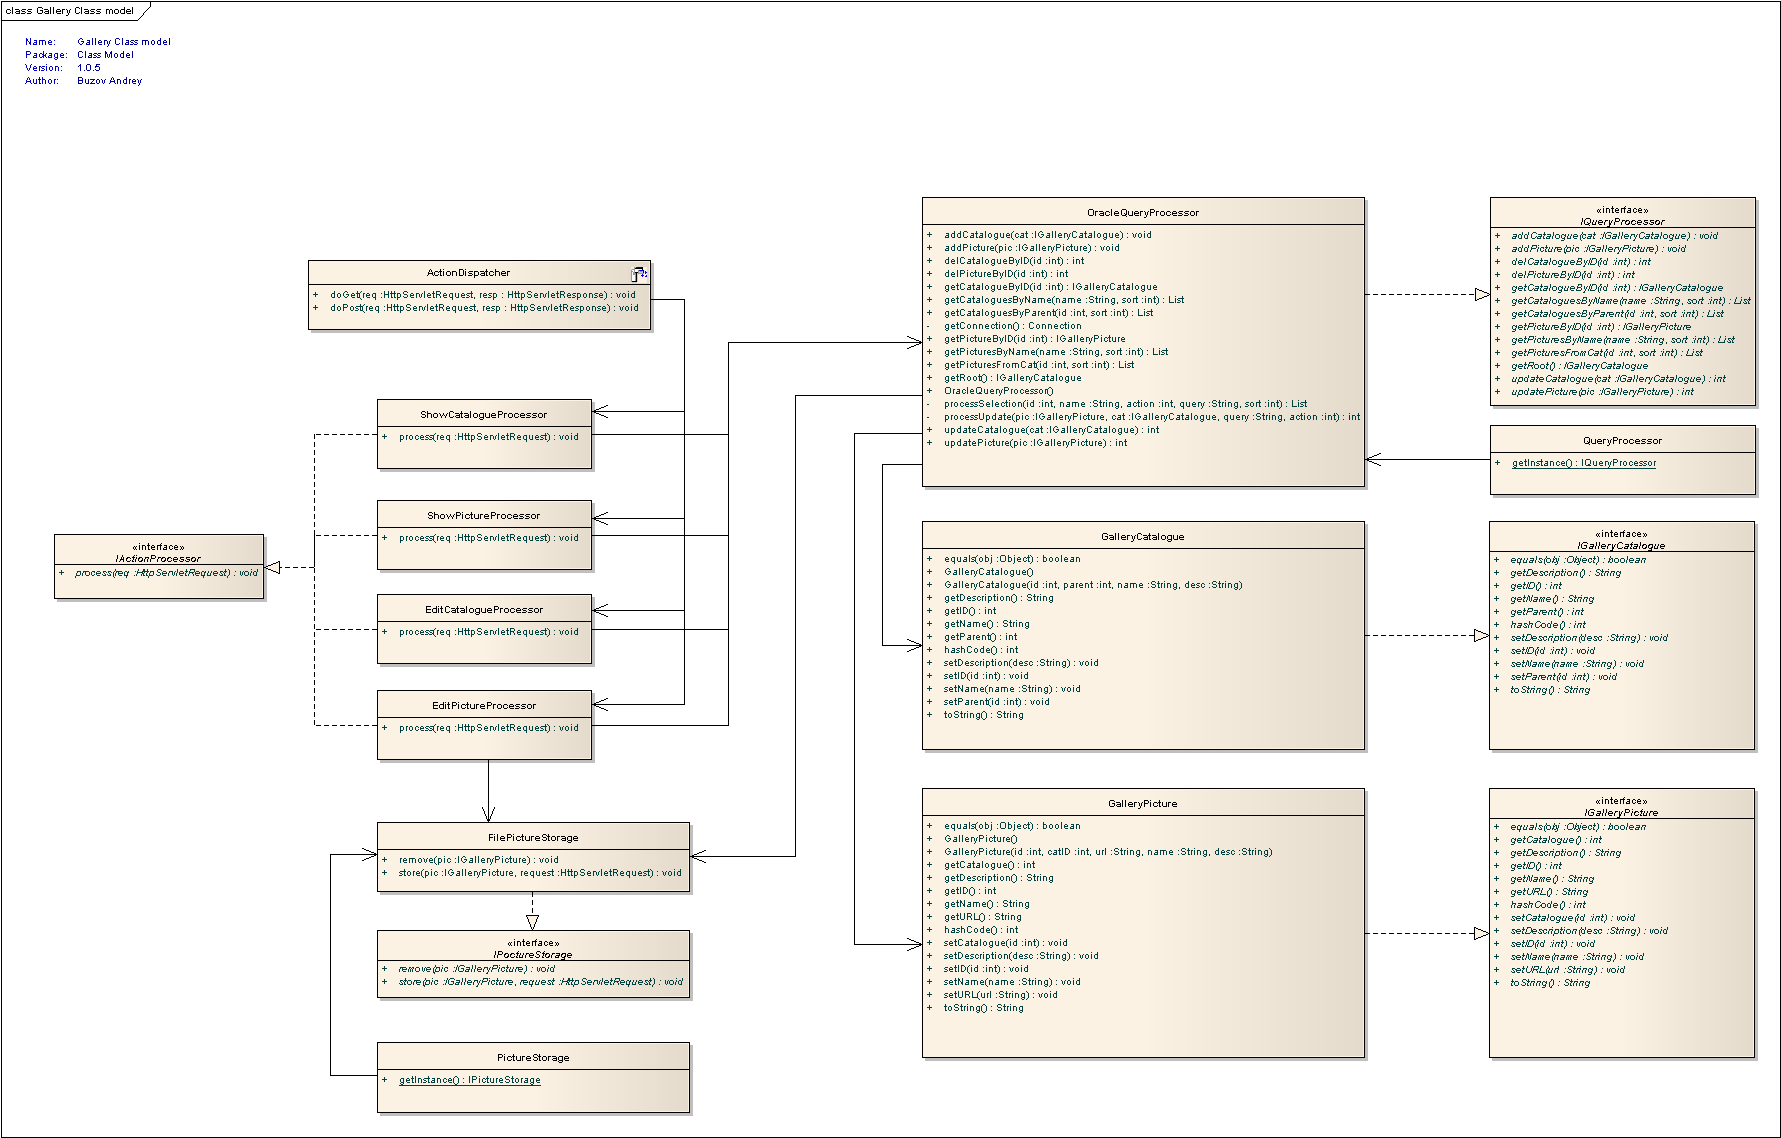 class Gallery Class model
Name: Gallery Class model
Package: Class Model
Version: 1.0.5
Author: Buzov Andrey
ActionDispatcher
+ doGet(req :HttpServletRequest, resp : HttpServletResponse) : void
+ doPost(req :HttpServletRequest, resp : HttpServletResponse) : void
ShowCatalogueProcessor
+ process(req :HttpServletRequest) : void
ShowPictureProcessor
+ process(req :HttpServletRequest) : void
«interface»
IActionProcessor
+ process(req :HttpServletRequest) : void
EditCatalogueProcessor
+ process(req :HttpServletRequest) : void
EditPictureProcessor
+ process(req :HttpServletRequest) : void
FilePictureStorage
+ remove(pic :IGalleryPicture) : void
+ store(pic :IGalleryPicture, request :HttpServletRequest) : void
«interface»
IPoctureStorage
+ remove(pic :IGalleryPicture) : void
+ store(pic :IGalleryPicture, request :HttpServletRequest) : void
PictureStorage
+ getInstance() : IPictureStorage
OracleQueryProcessor
+ addCatalogue(cat :IGalleryCatalogue) : void
+ addPicture(pic :IGalleryPicture) : void
+ delCatalogueByID(id :int) : int
+ delPictureByID(id :int) : int
+ getCatalogueByID(id :int) : IGalleryCatalogue
+ getCataloguesByName(name :String, sort :int) : List
+ getCataloguesByParent(id :int, sort :int) : List
- getConnection() : Connection
+ getPictureByID(id :int) : IGalleryPicture
+ getPicturesByName(name :String, sort :int) : List
+ getPicturesFromCat(id :int, sort :int) : List
+ getRoot() : IGalleryCatalogue
+ OracleQueryProcessor()
- processSelection(id :int, name :String, action :int, query :String, sort :int) : List
- processUpdate(pic :IGalleryPicture, cat :IGalleryCatalogue, query :String, action :int) : int
+ updateCatalogue(cat :IGalleryCatalogue) : int
+ updatePicture(pic :IGalleryPicture) : int
«interface»
IQueryProcessor
+ addCatalogue(cat :IGalleryCatalogue) : void
+ addPicture(pic :IGalleryPicture) : void
+ delCatalogueByID(id :int) : int
+ delPictureByID(id :int) : int
+ getCatalogueByID(id :int) : IGalleryCatalogue
+ getCataloguesByName(name :String, sort :int) : List
+ getCataloguesByParent(id :int, sort :int) : List
+ getPictureByID(id :int) : IGalleryPicture
+ getPicturesByName(name :String, sort :int) : List
+ getPicturesFromCat(id :int, sort :int) : List
+ getRoot() : IGalleryCatalogue
+ updateCatalogue(cat :IGalleryCatalogue) : int
+ updatePicture(pic :IGalleryPicture) : int
QueryProcessor
+ getInstance() : IQueryProcessor
GalleryCatalogue
+ equals(obj :Object) : boolean
+ GalleryCatalogue()
+ GalleryCatalogue(id :int, parent :int, name :String, desc :String)
+ getDescription() : String
+ getID() : int
+ getName() : String
+ getParent() : int
+ hashCode() : int
+ setDescription(desc :String) : void
+ setID(id :int) : void
+ setName(name :String) : void
+ setParent(id :int) : void
+ toString() : String
«interface»
IGalleryCatalogue
+ equals(obj :Object) : boolean
+ getDescription() : String
+ getID() : int
+ getName() : String
+ getParent() : int
+ hashCode() : int
+ setDescription(desc :String) : void
+ setID(id :int) : void
+ setName(name :String) : void
+ setParent(id :int) : void
+ toString() : String
GalleryPicture
+ equals(obj :Object) : boolean
+ GalleryPicture()
+ GalleryPicture(id :int, catID :int, url :String, name :String, desc :String)
+ getCatalogue() : int
+ getDescription() : String
+ getID() : int
+ getName() : String
+ getURL() : String
+ hashCode() : int
+ setCatalogue(id :int) : void
+ setDescription(desc :String) : void
+ setID(id :int) : void
+ setName(name :String) : void
+ setURL(url :String) : void
+ toString() : String
«interface»
IGalleryPicture
+ equals(obj :Object) : boolean
+ getCatalogue() : int
+ getDescription() : String
+ getID() : int
+ getName() : String
+ getURL() : String
+ hashCode() : int
+ setCatalogue(id :int) : void
+ setDescription(desc :String) : void
+ setID(id :int) : void
+ setName(name :String) : void
+ setURL(url :String) : void
+ toString() : String